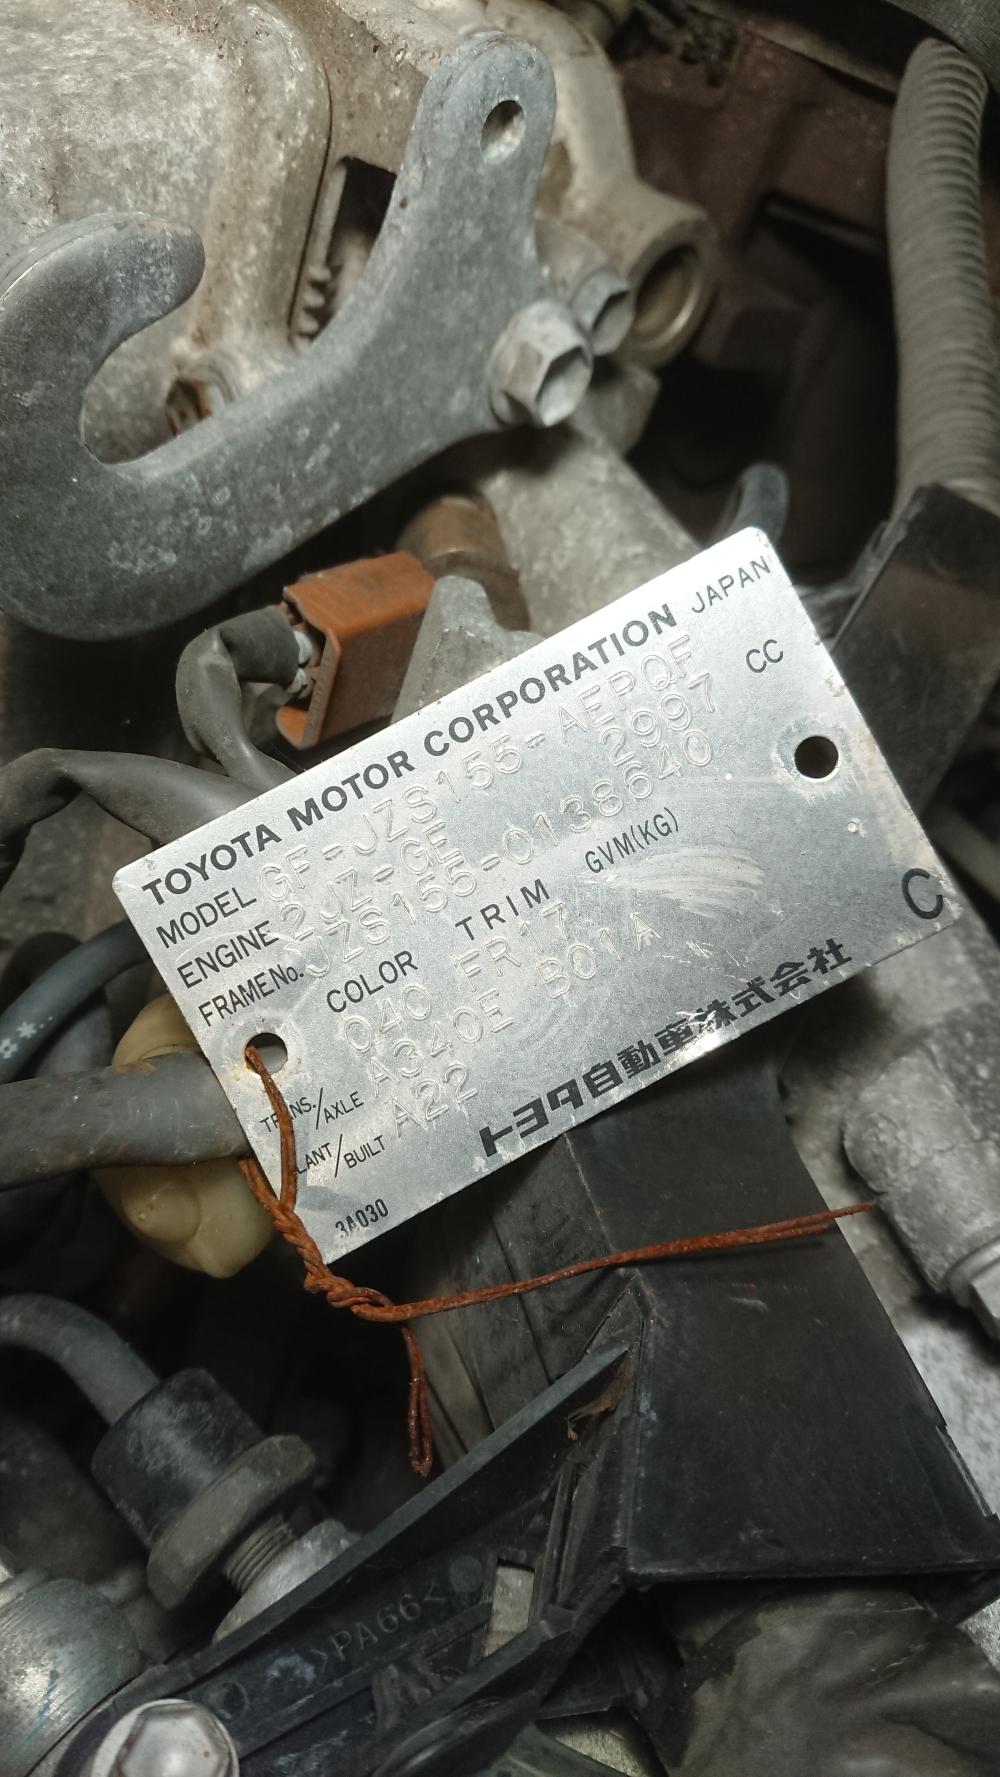 TOYOTA MOTOR CORPORATION JAPAN
MODEL GF-JZS155-AEPQF
ENGINE 2JZ-GE 2997 CC
FRAME No. JZS155-0138640
COLOR TRIM GVM(KG)
040 FR17
TRANS./AXLE A340E B01A
LANT/BUILT A22
トヨタ自動車株式会社
C
3A030
>PA66<